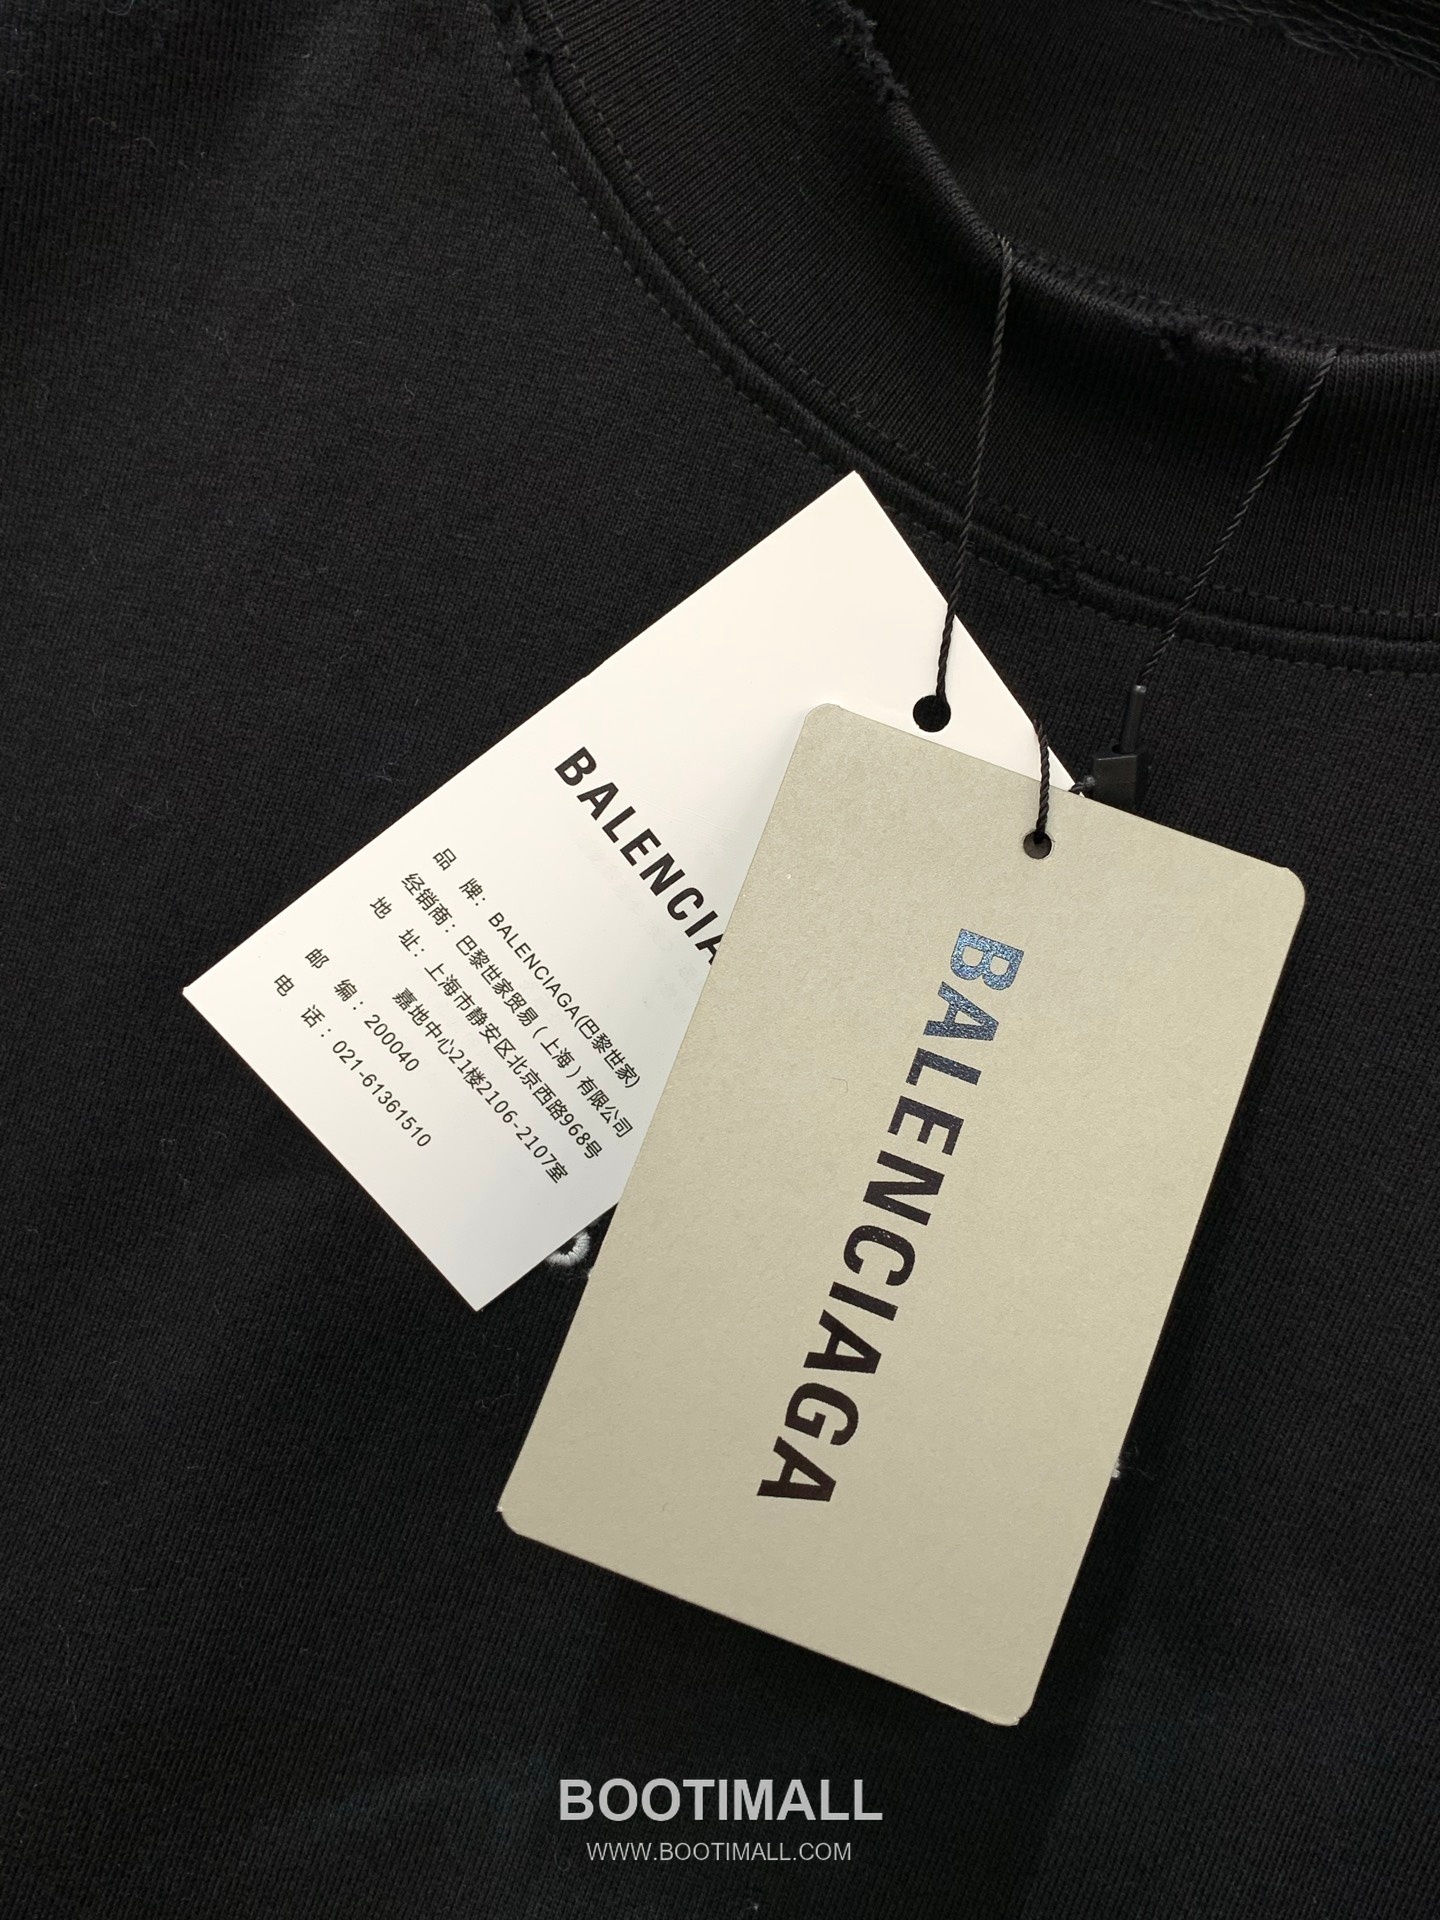 BALENCIA
品 牌: BALENCIAGA(巴黎世家)
经销商: 巴黎世家贸易(上海)有限公司
地 址: 上海市静安区北京西路968号
嘉地中心21楼2106-2107室
邮 编: 200040
电 话: 021-61361510
BALENCIAGA
BOOTIMALL
WWW.BOOTIMALL.COM